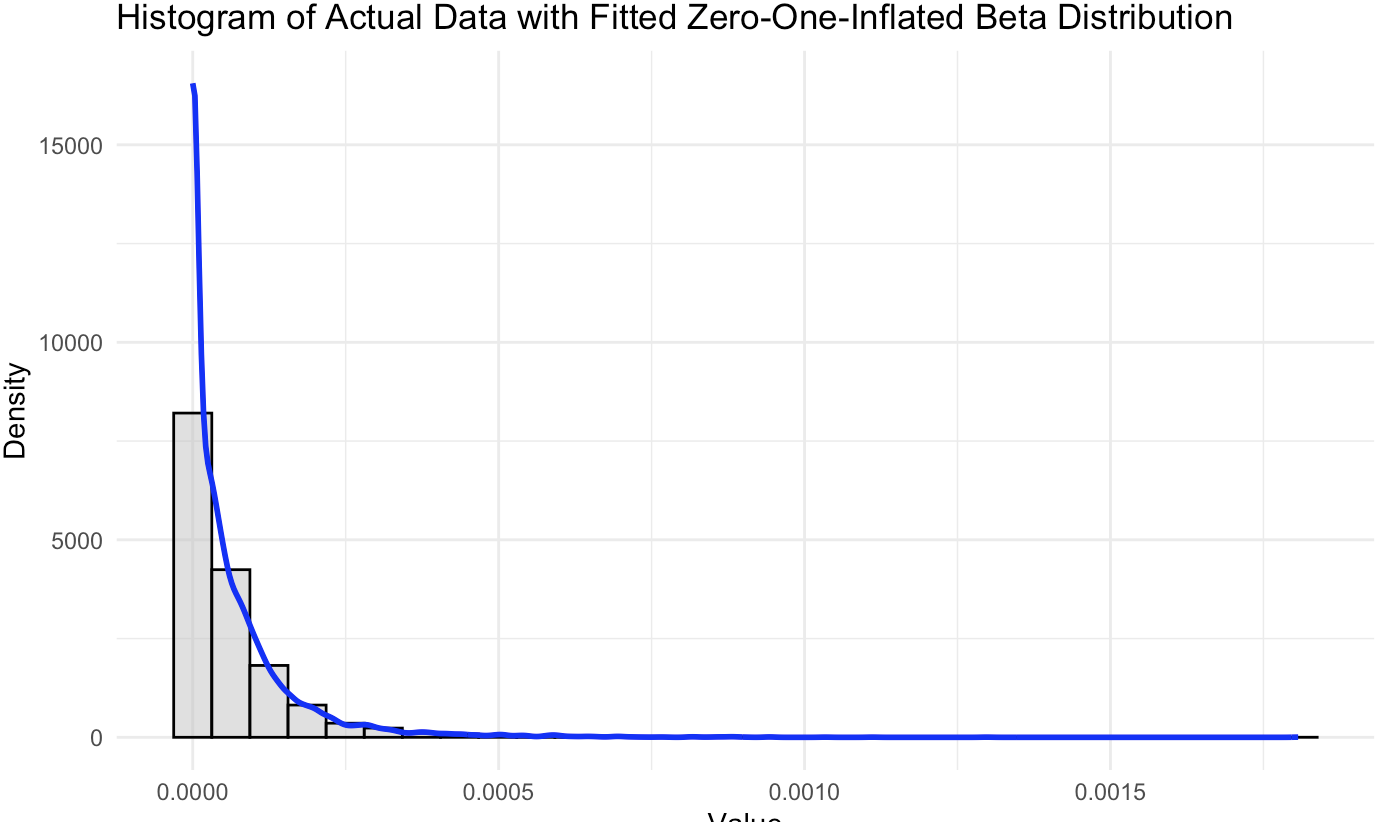 Histogram of Actual Data with Fitted Zero-One-Inflated Beta Distribution
Density
15000
10000
5000
0
0.0000 0.0005 0.0010 0.0015
Value